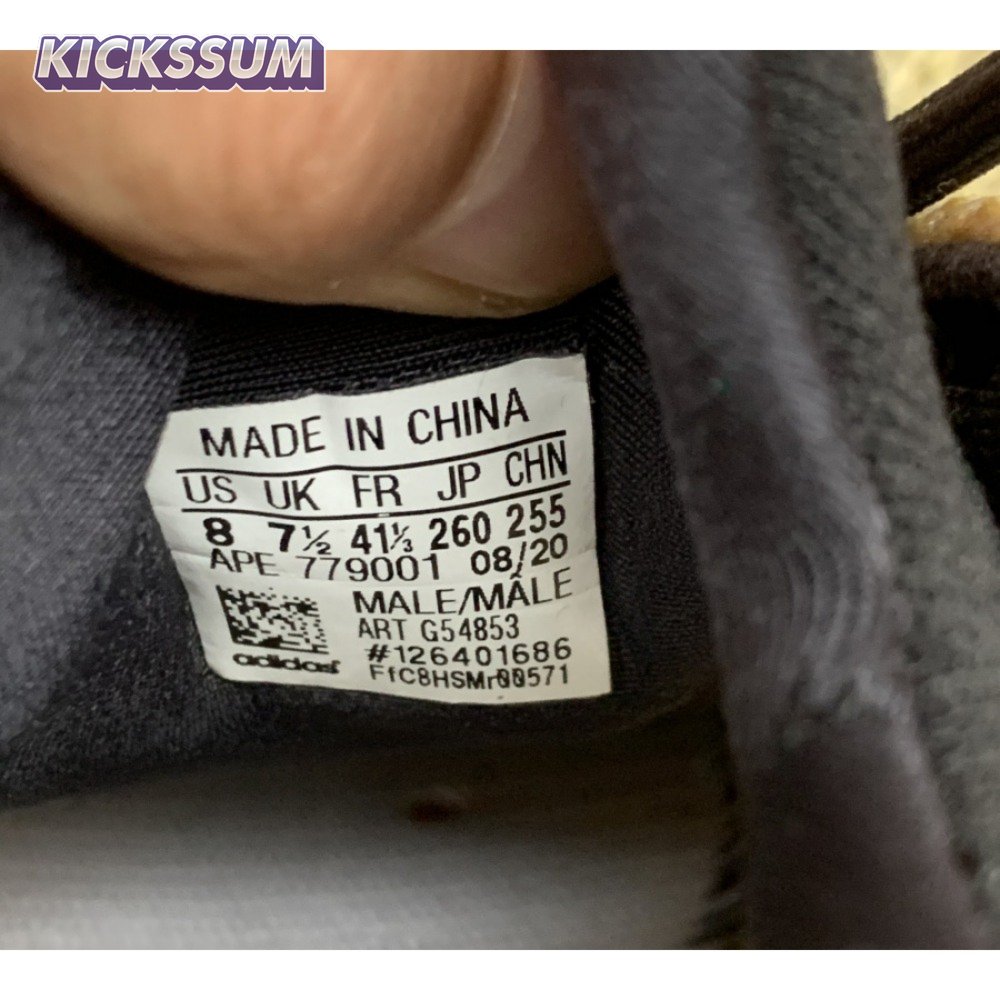 KICKSSUM
MADE IN CHINA
US UK FR JP CHN
8 7½ 41⅓ 260 255
APE 779001 08/20
MALE/MÂLE
ART G54853
#126401686
FfC8HSMr00571
adidas